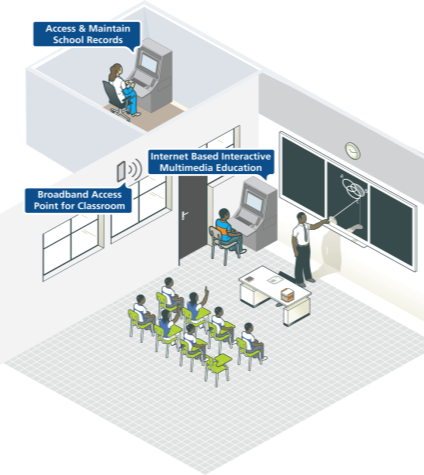 Access & Maintain
School Records
Internet Based Interactive
Multimedia Education
Broadband Access
Point for Classroom